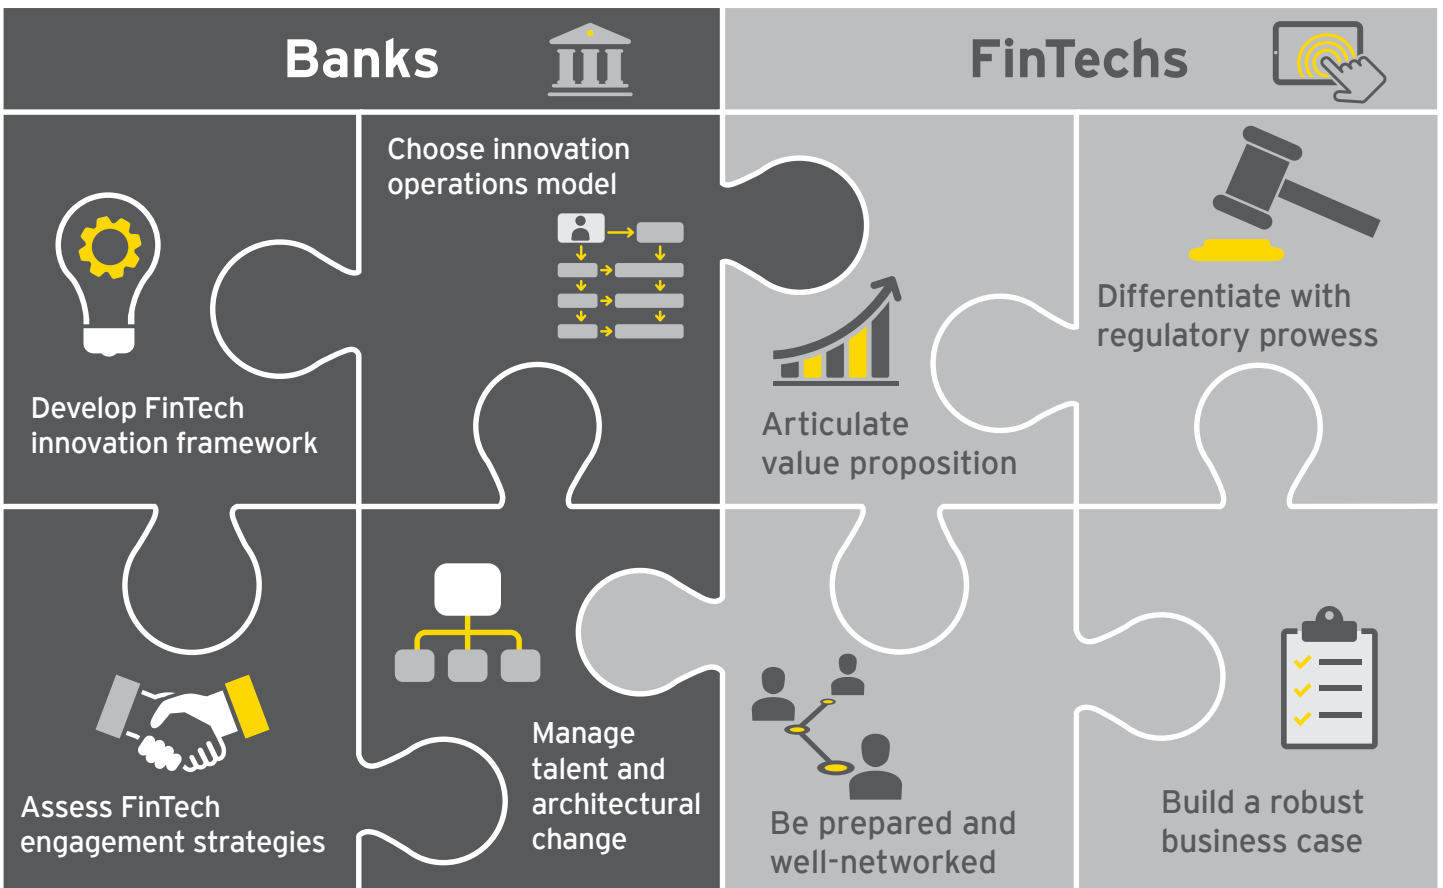 Banks
FinTechs
Develop FinTech
innovation framework
Choose innovation
operations model
Articulate
value proposition
Differentiate with
regulatory prowess
Assess FinTech
engagement strategies
Manage
talent and
architectural
change
Be prepared and
well-networked
Build a robust
business case